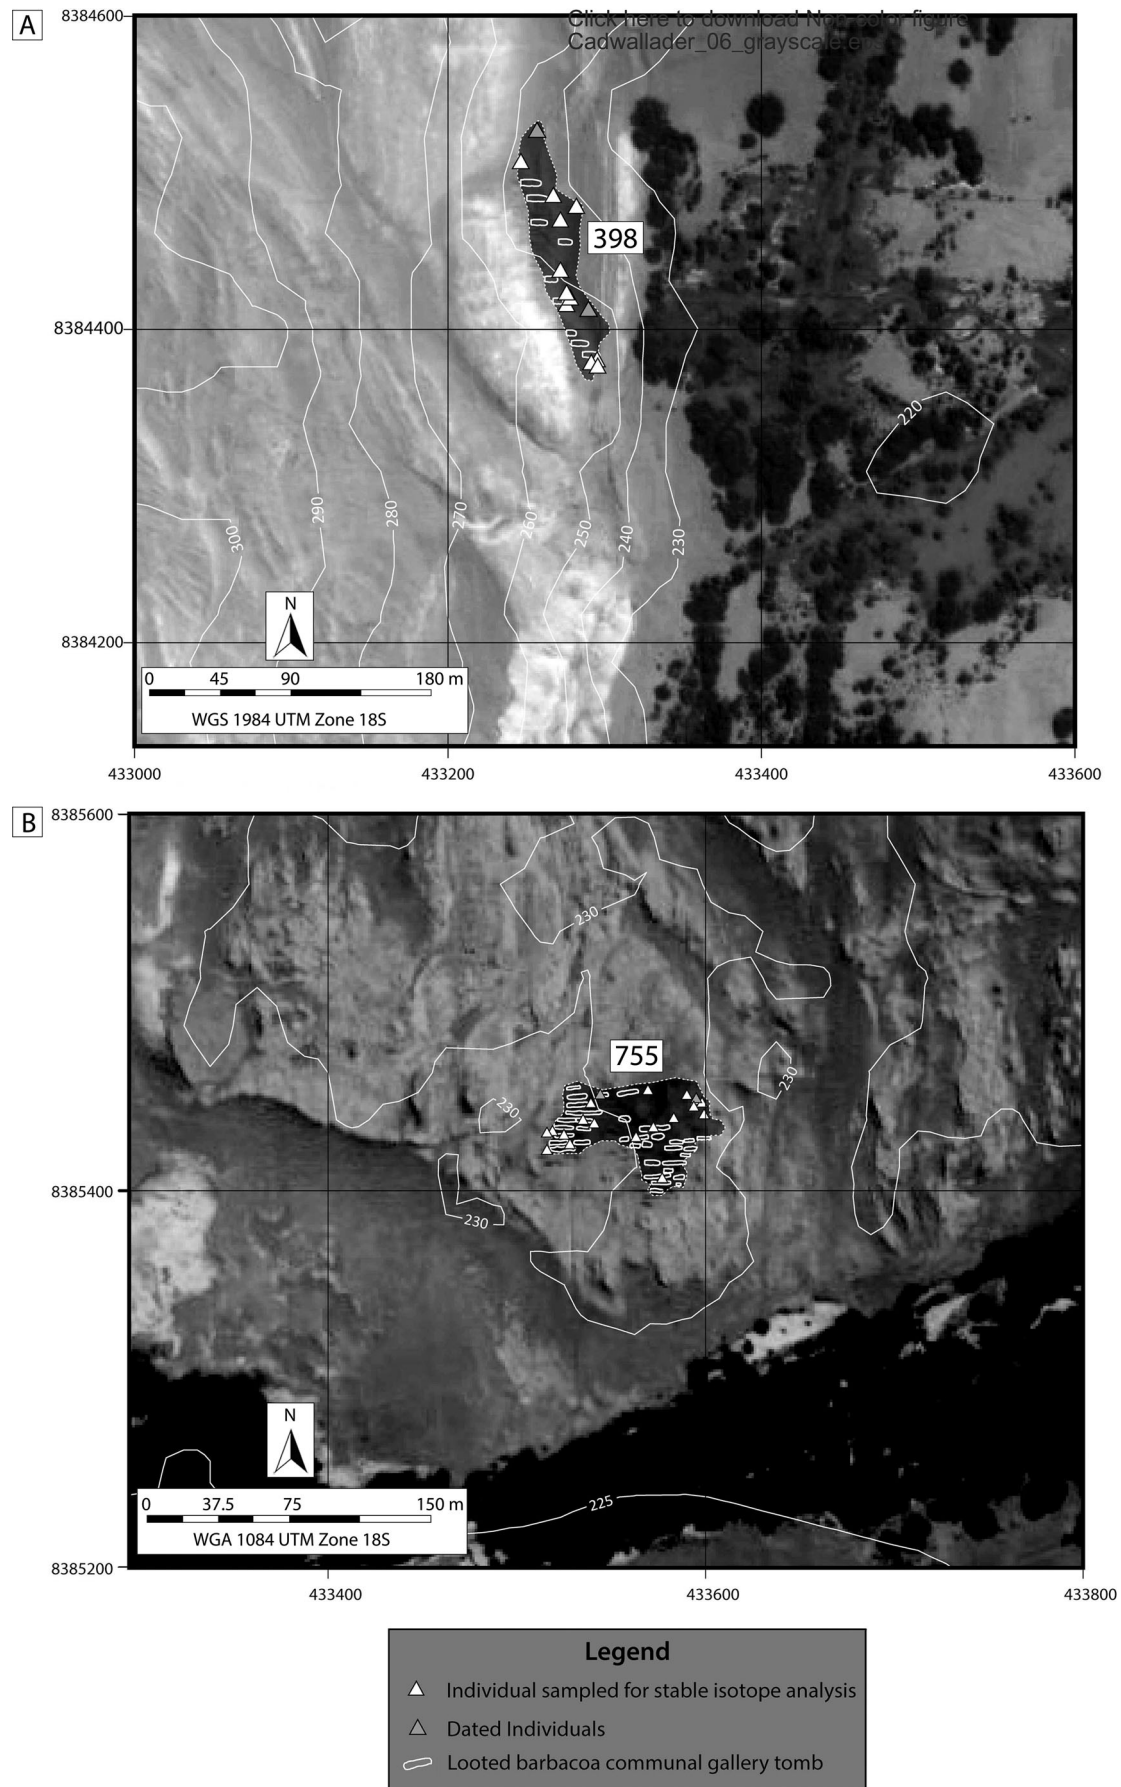 Click here to download Non-color figure
Cadwallader_06_grayscale.eps
A
8384600
398
8384400
220
300
290
280
270
260
250
240
230
N
8384200
0 45 90 180 m
WGS 1984 UTM Zone 18S
433000 433200 433400 433600
B
8385600
230
755
230
230
8385400
230
N
0 37.5 75 150 m
225
WGA 1084 UTM Zone 18S
8385200
433400 433600 433800
Legend
Individual sampled for stable isotope analysis
Dated Individuals
Looted barbacoa communal gallery tomb